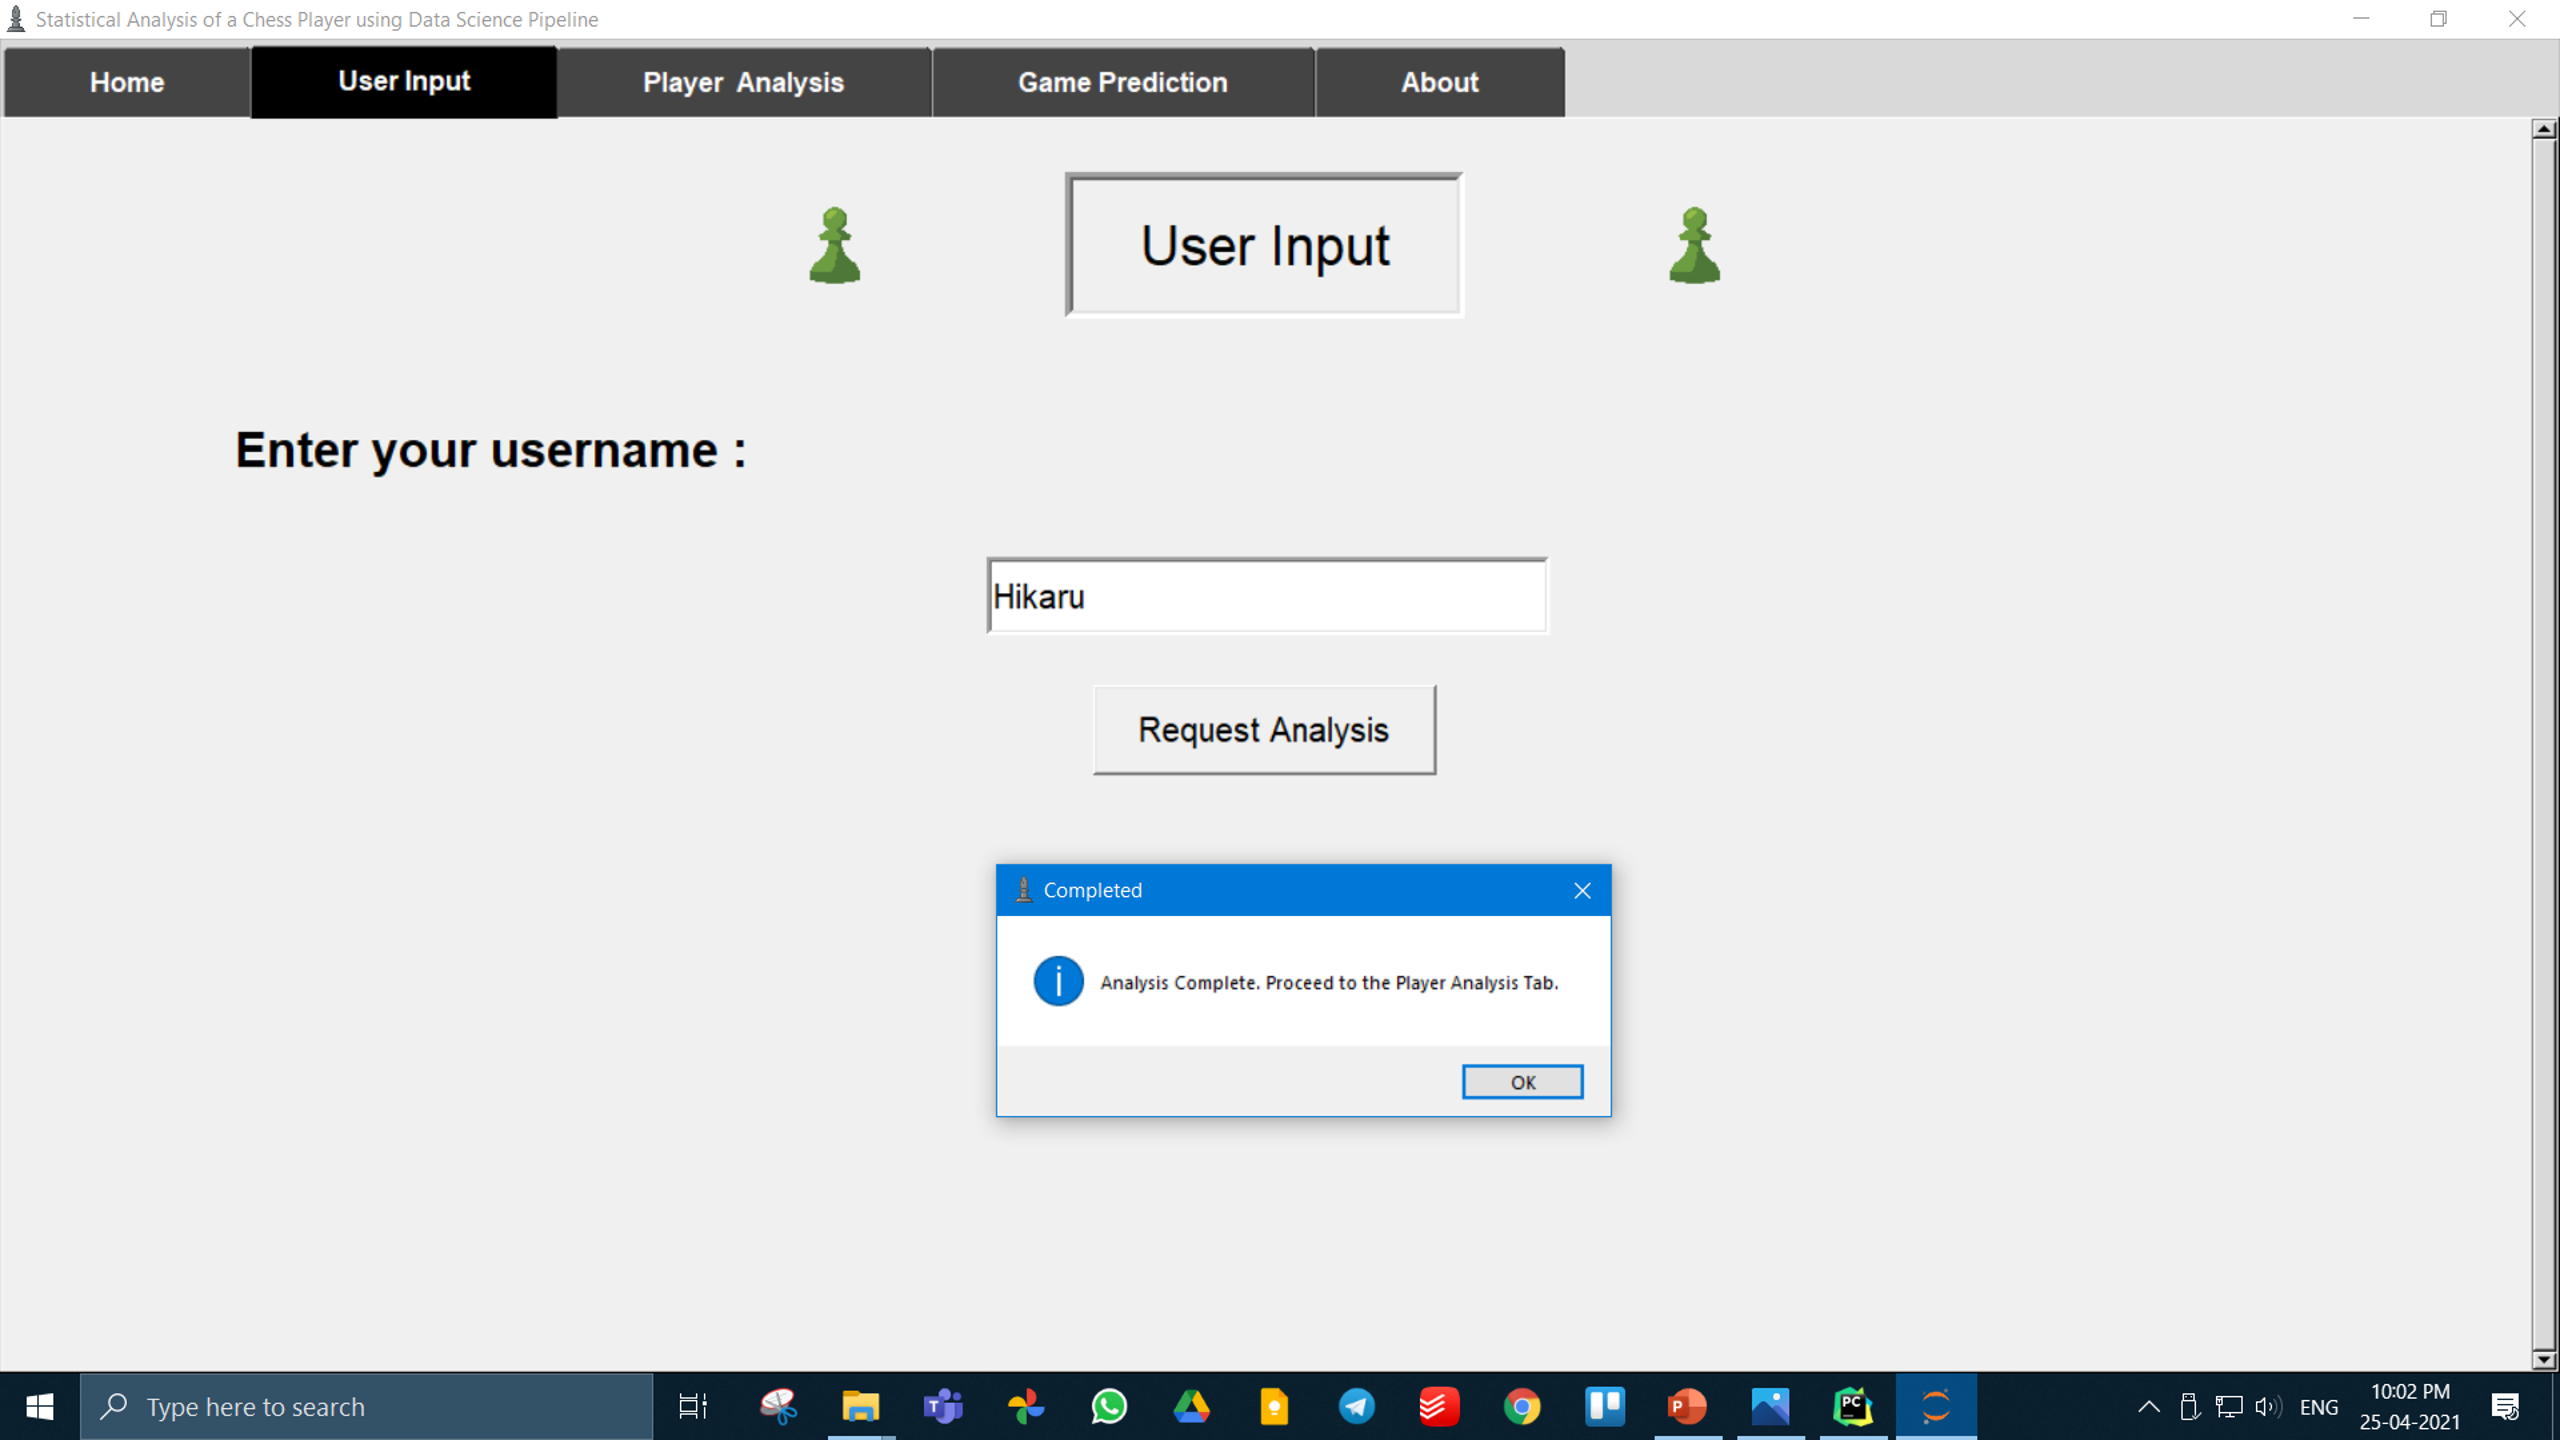 Statistical Analysis of a Chess Player using Data Science Pipeline
Home User Input Player Analysis Game Prediction About
User Input
Enter your username :
Hikaru
Request Analysis
Completed
Analysis Complete. Proceed to the Player Analysis Tab.
OK
Type here to search
ENG
10:02 PM
25-04-2021